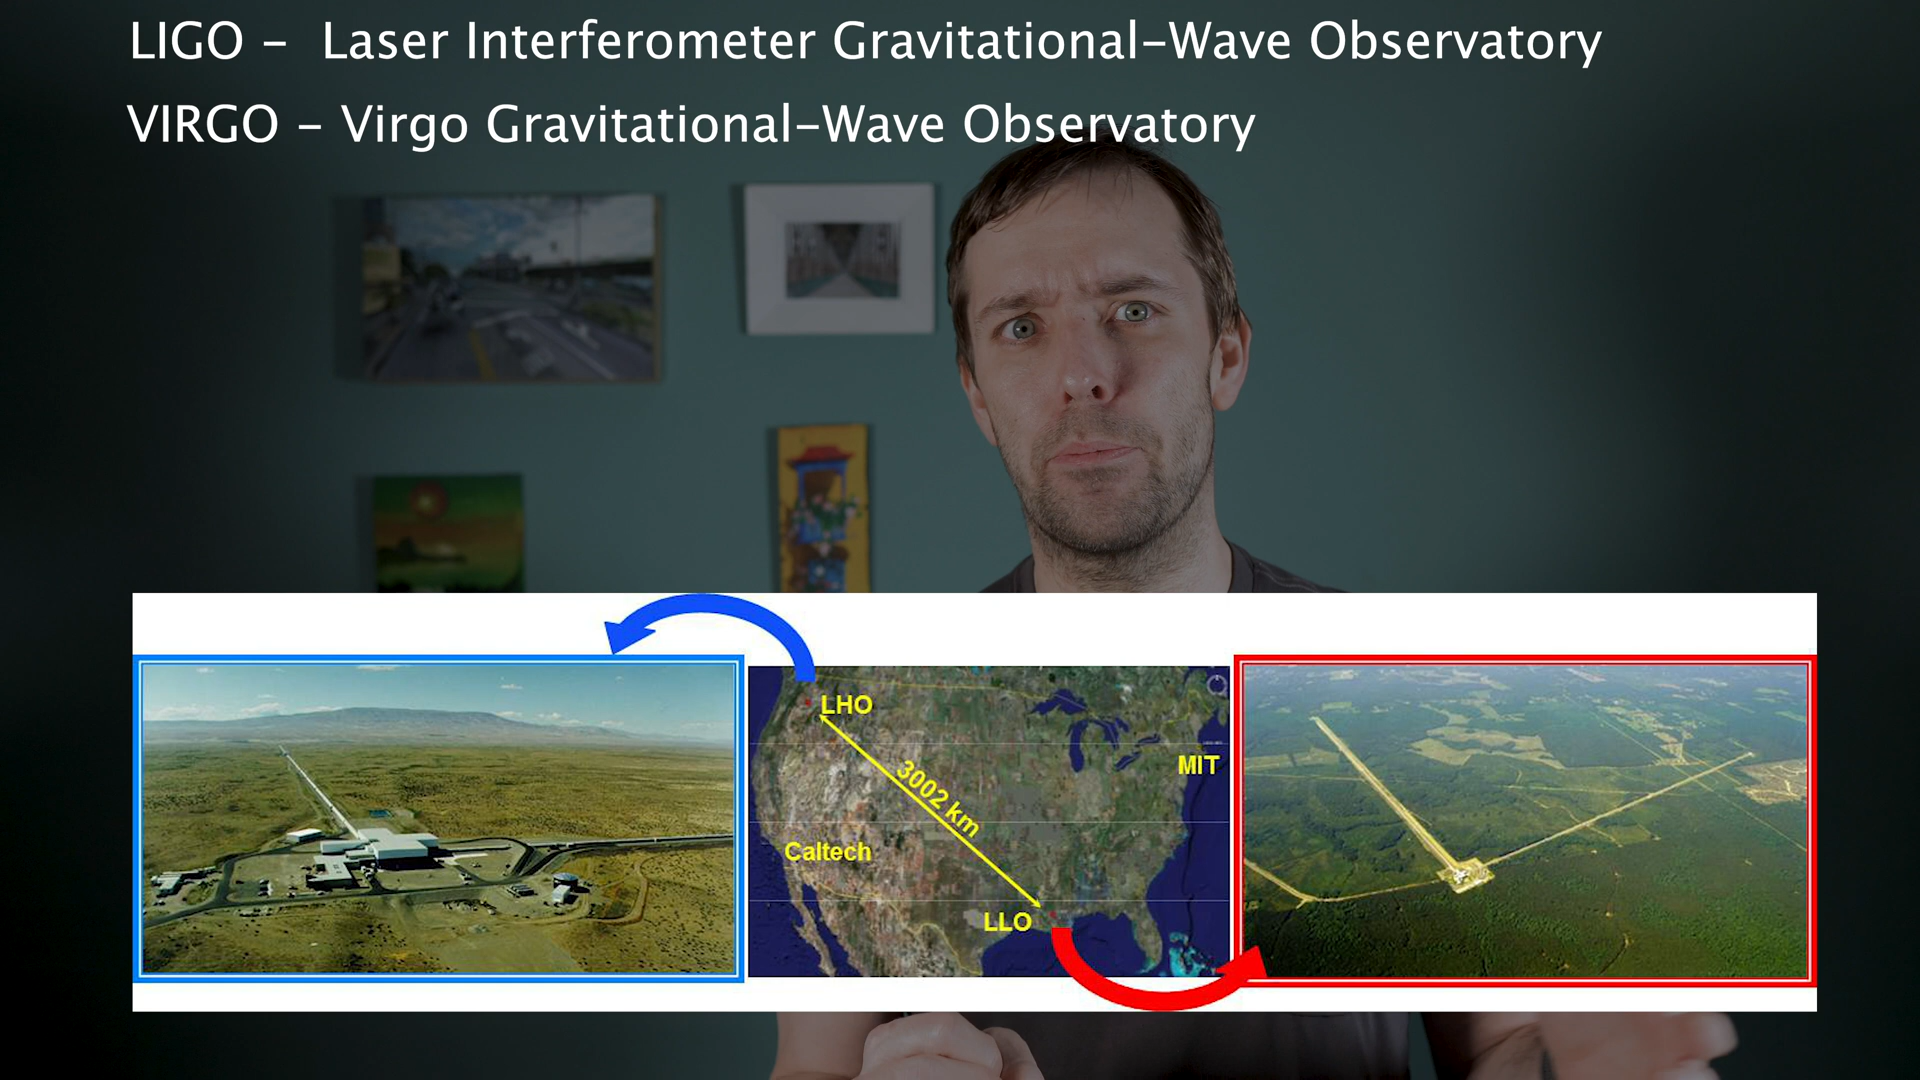 LIGO – Laser Interferometer Gravitational–Wave Observatory
VIRGO – Virgo Gravitational–Wave Observatory
LHO
MIT
3002 km
Caltech
LLO